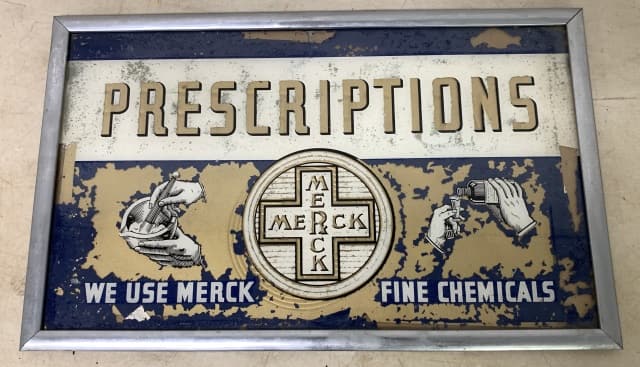 PRESCRIPTIONS
MERCK
MERCK
WE USE MERCK
FINE CHEMICALS